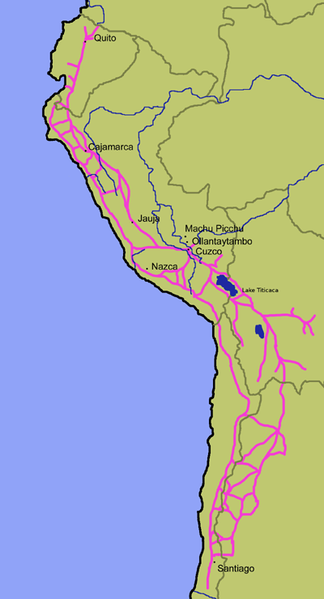 Quito
Cajamarca
Jauja
Machu Picchu
Ollantaytambo
Cuzco
Nazca
Lake Titicaca
Santiago